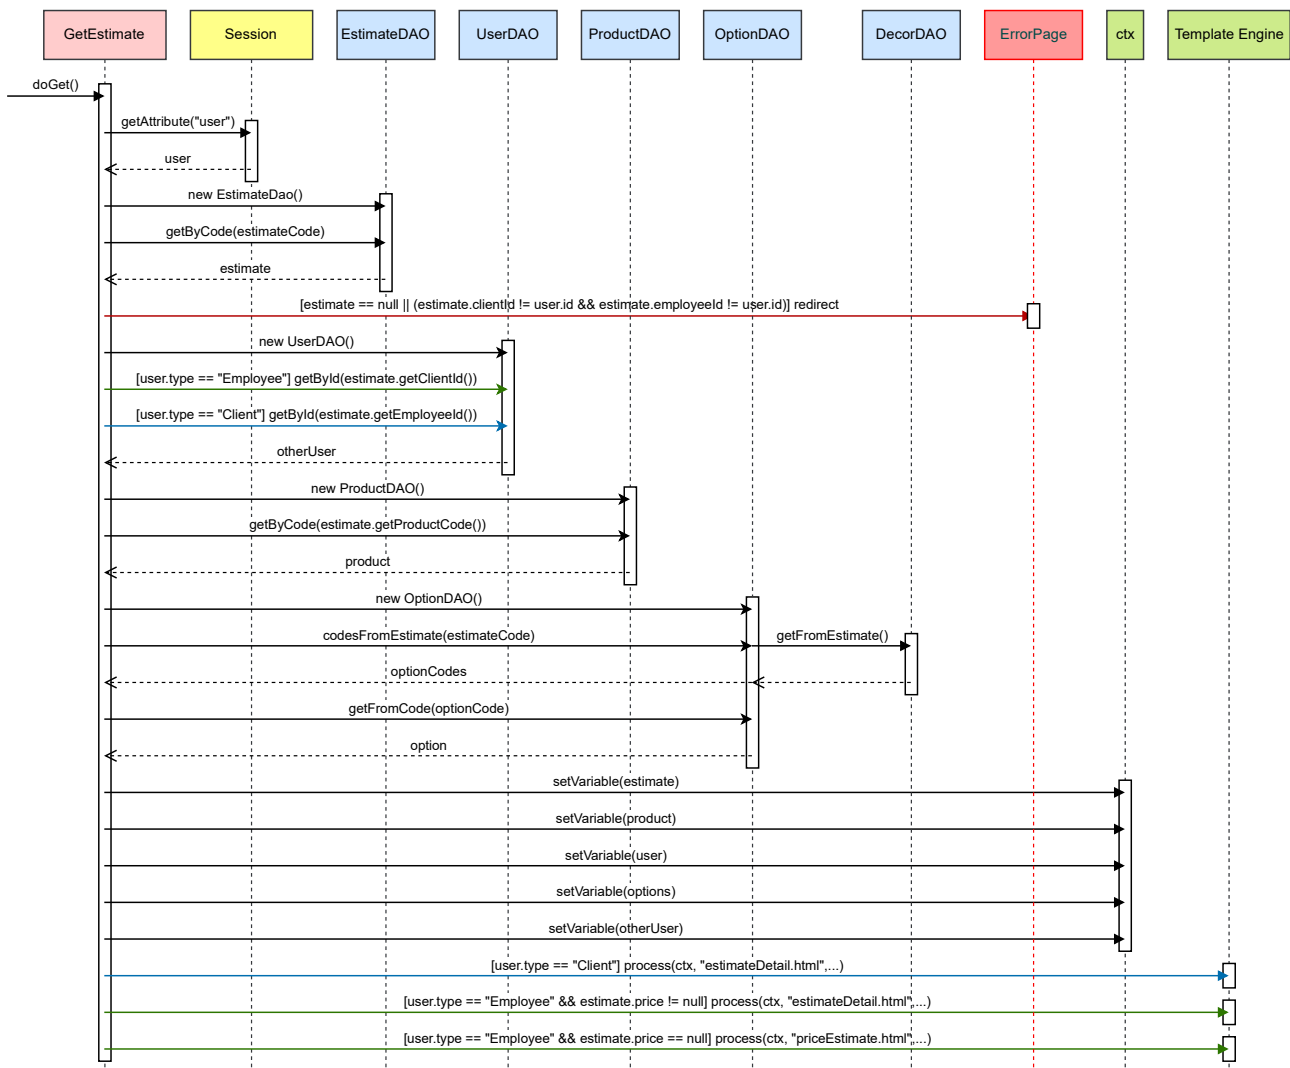 GetEstimate
Session
EstimateDAO
UserDAO
ProductDAO
OptionDAO
DecorDAO
ErrorPage
ctx
Template Engine
doGet()
getAttribute("user")
user
new EstimateDao()
getByCode(estimateCode)
estimate
[estimate == null || (estimate.clientId != user.id && estimate.employeeId != user.id)] redirect
new UserDAO()
[user.type == "Employee"] getById(estimate.getClientId())
[user.type == "Client"] getById(estimate.getEmployeeId())
otherUser
new ProductDAO()
getByCode(estimate.getProductCode())
product
new OptionDAO()
codesFromEstimate(estimateCode)
getFromEstimate()
optionCodes
getFromCode(optionCode)
option
setVariable(estimate)
setVariable(product)
setVariable(user)
setVariable(options)
setVariable(otherUser)
[user.type == "Client"] process(ctx, "estimateDetail.html",...)
[user.type == "Employee" && estimate.price != null] process(ctx, "estimateDetail.html",...)
[user.type == "Employee" && estimate.price == null] process(ctx, "priceEstimate.html",...)